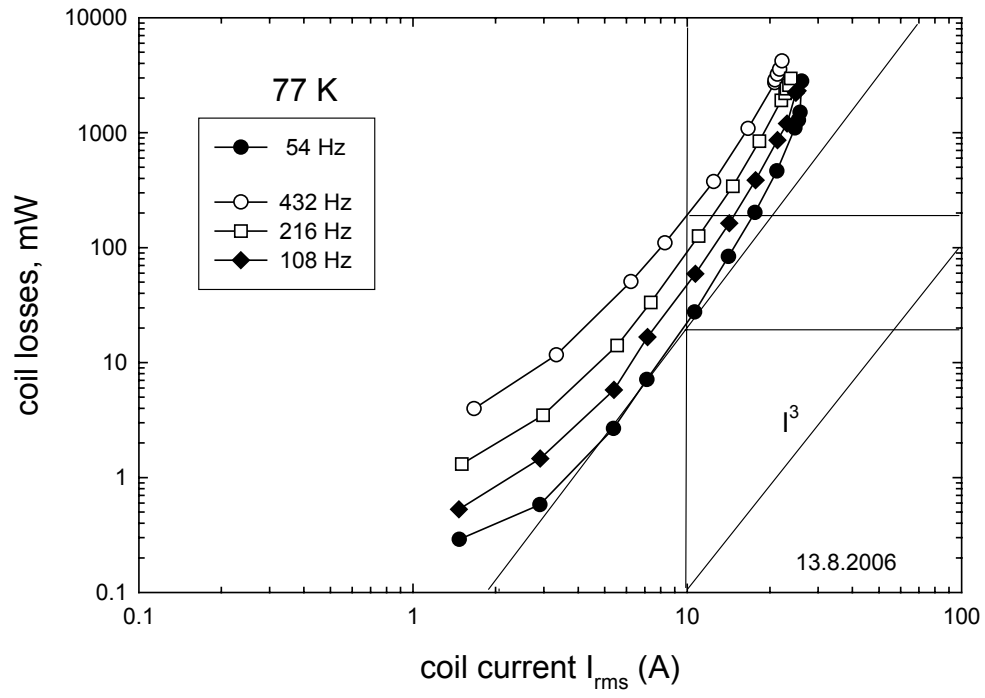 10000
1000
100
10
1
0.1
coil losses, mW
77 K
54 Hz
432 Hz
216 Hz
108 Hz
I³
13.8.2006
0.1 1 10 100
coil current I_rms (A)